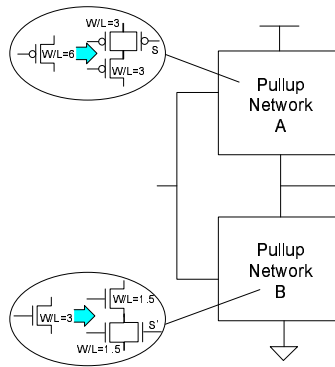 W/L=3
S
W/L=6
W/L=3
Pullup
Network
A
Pullup
Network
B
W/L=1.5
W/L=3
S'
W/L=1.5